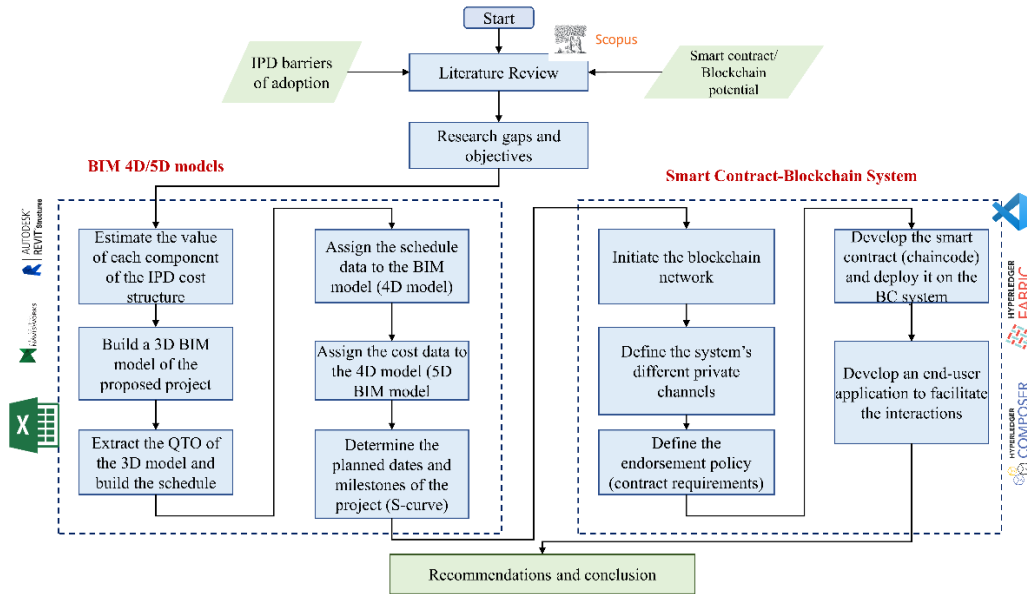 Start
Scopus
IPD barriers
of adoption
Literature Review
Smart contract/
Blockchain
potential
Research gaps and
objectives
BIM 4D/5D models
Smart Contract-Blockchain System
AUTODESK
REVIT Structures
NAVISWORKS
Estimate the value
of each component
of the IPD cost
structure
Build a 3D BIM
model of the
proposed project
Extract the QTO of
the 3D model and
build the schedule
Assign the schedule
data to the BIM
model (4D model)
Assign the cost data to
the 4D model (5D
BIM model
Determine the
planned dates and
milestones of the
project (S-curve)
Initiate the blockchain
network
Define the system's
different private
channels
Define the
endorsement policy
(contract requirements)
Develop the smart
contract (chaincode)
and deploy it on the
BC system
Develop an end-user
application to facilitate
the interactions
HYPERLEDGER
FABRIC
HYPERLEDGER
COMPOSER
X
Recommendations and conclusion